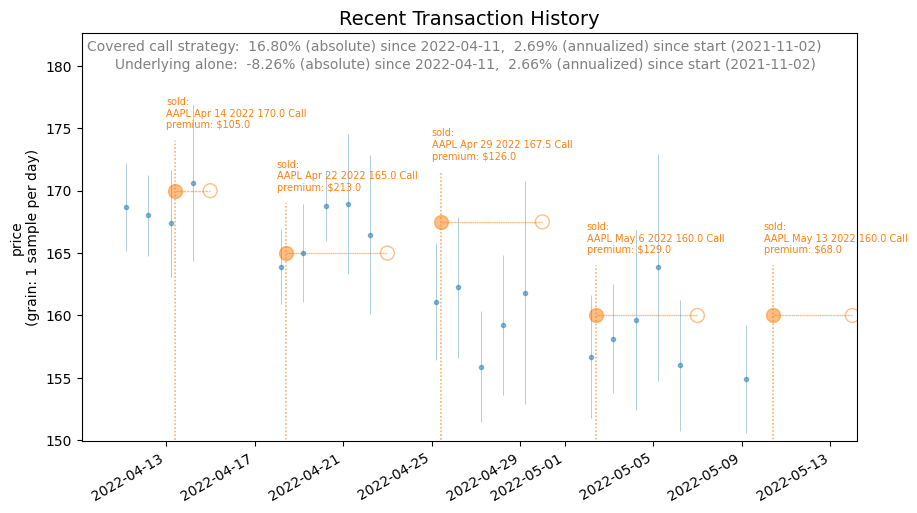 Recent Transaction History
Covered call strategy:  16.80% (absolute) since 2022-04-11,  2.69% (annualized) since start (2021-11-02)
Underlying alone:  -8.26% (absolute) since 2022-04-11,  2.66% (annualized) since start (2021-11-02)
180
175
170
165
160
155
150
price
(grain: 1 sample per day)
sold:
AAPL Apr 14 2022 170.0 Call
premium: $105.0
sold:
AAPL Apr 22 2022 165.0 Call
premium: $213.0
sold:
AAPL Apr 29 2022 167.5 Call
premium: $126.0
sold:
AAPL May 6 2022 160.0 Call
premium: $129.0
sold:
AAPL May 13 2022 160.0 Call
premium: $68.0
2022-04-13
2022-04-17
2022-04-21
2022-04-25
2022-04-29
2022-05-01
2022-05-05
2022-05-09
2022-05-13